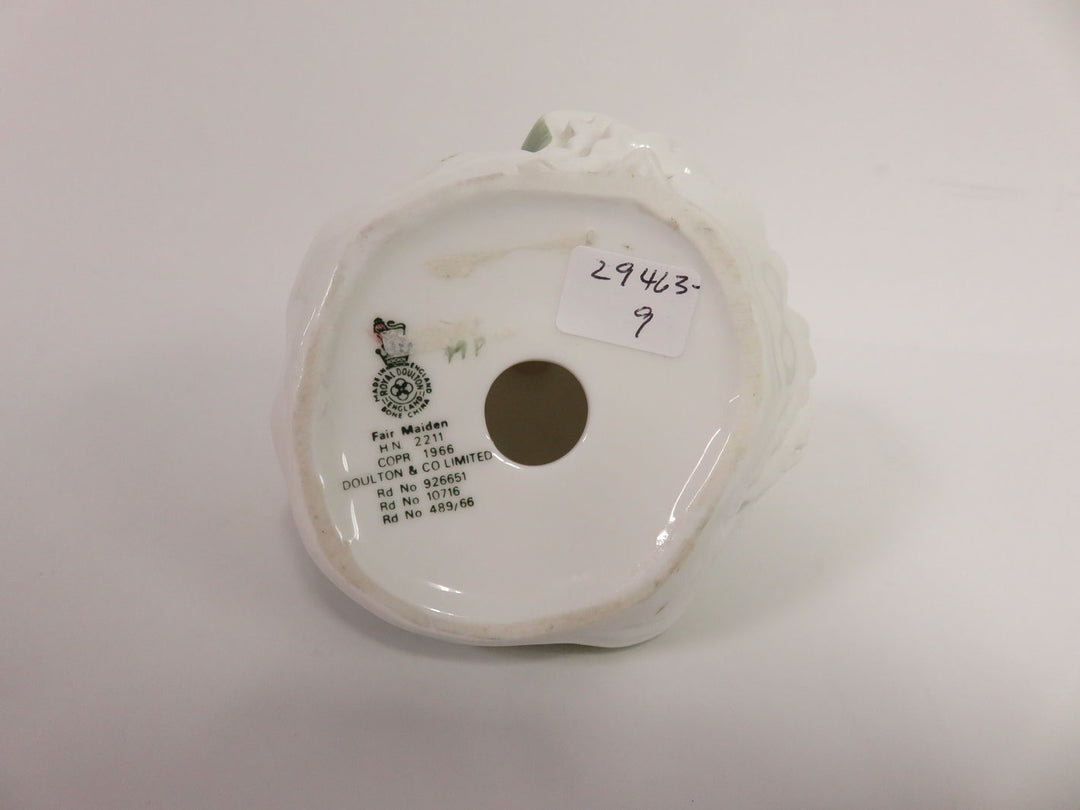 29463-
9
MP
MADE IN ENGLAND
ROYAL DOULTON
ENGLAND
BONE CHINA
Fair Maiden
H.N. 2211
COPR. 1966
DOULTON & CO LIMITED
Rd No 926651
Rd No 10716
Rd No 489/66